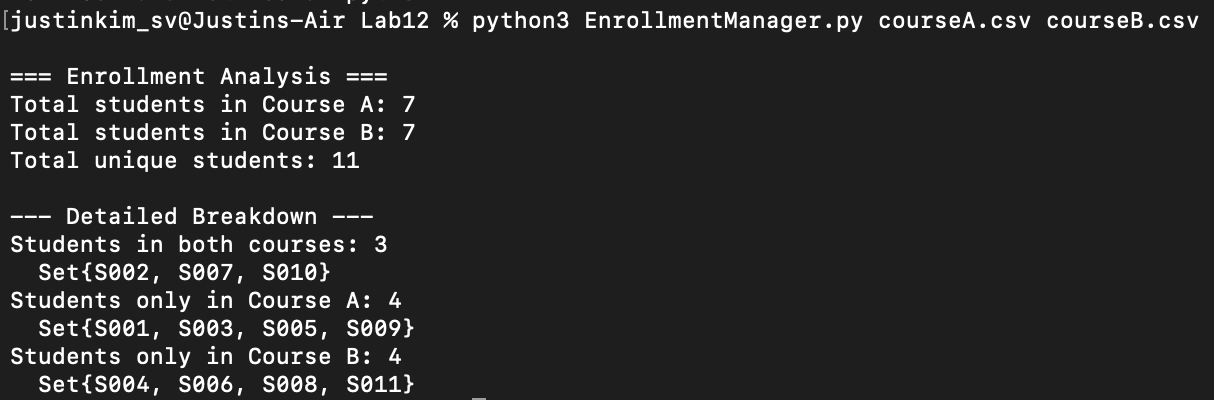 [justinkim_sv@Justins-Air Lab12 % python3 EnrollmentManager.py courseA.csv courseB.csv
=== Enrollment Analysis ===
Total students in Course A: 7
Total students in Course B: 7
Total unique students: 11
--- Detailed Breakdown ---
Students in both courses: 3
  Set{S002, S007, S010}
Students only in Course A: 4
  Set{S001, S003, S005, S009}
Students only in Course B: 4
  Set{S004, S006, S008, S011}